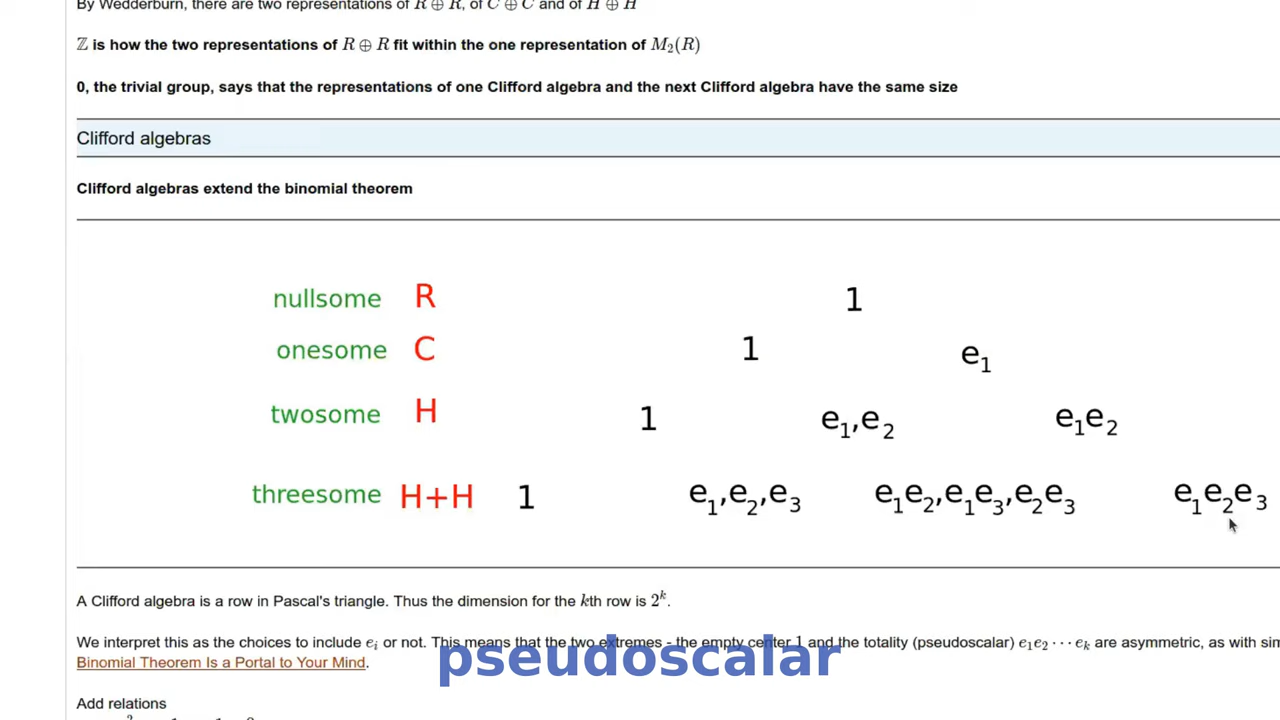 By Wedderburn, there are two representations of R ⊕ R, of C ⊕ C and of H ⊕ H
ℤ is how the two representations of R ⊕ R fit within the one representation of M₂(R)
0, the trivial group, says that the representations of one Clifford algebra and the next Clifford algebra have the same size
Clifford algebras
Clifford algebras extend the binomial theorem
nullsome R 1
onesome C 1 e₁
twosome H 1 e₁,e₂ e₁e₂
threesome H+H 1 e₁,e₂,e₃ e₁e₂,e₁e₃,e₂e₃ e₁e₂e₃
A Clifford algebra is a row in Pascal's triangle. Thus the dimension for the kth row is 2ᵏ.
We interpret this as the choices to include eᵢ or not. This means that the two extremes - the empty center 1 and the totality (pseudoscalar) e₁e₂⋯eₖ are asymmetric, as with
Binomial Theorem Is a Portal to Your Mind.
pseudoscalar
Add relations